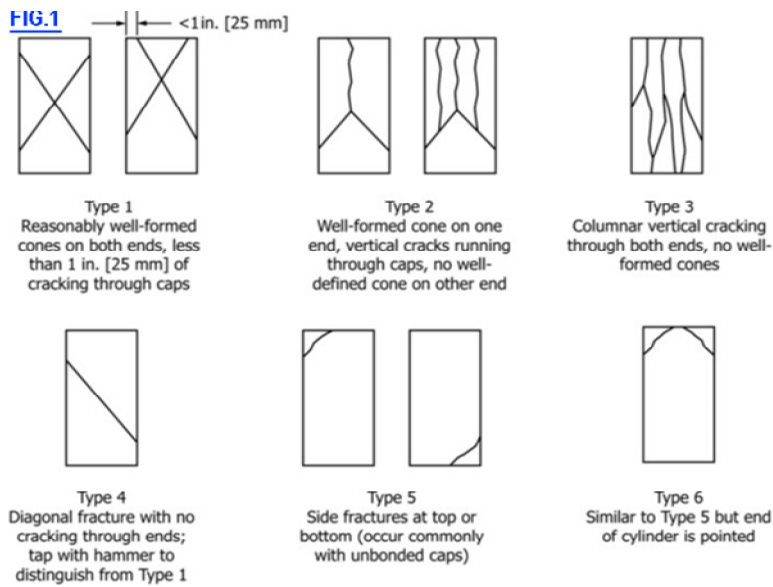 FIG.1
<1in. [25 mm]
Type 1
Reasonably well-formed
cones on both ends, less
than 1 in. [25 mm] of
cracking through caps
Type 2
Well-formed cone on one
end, vertical cracks running
through caps, no well-
defined cone on other end
Type 3
Columnar vertical cracking
through both ends, no well-
formed cones
Type 4
Diagonal fracture with no
cracking through ends;
tap with hammer to
distinguish from Type 1
Type 5
Side fractures at top or
bottom (occur commonly
with unbonded caps)
Type 6
Similar to Type 5 but end
of cylinder is pointed